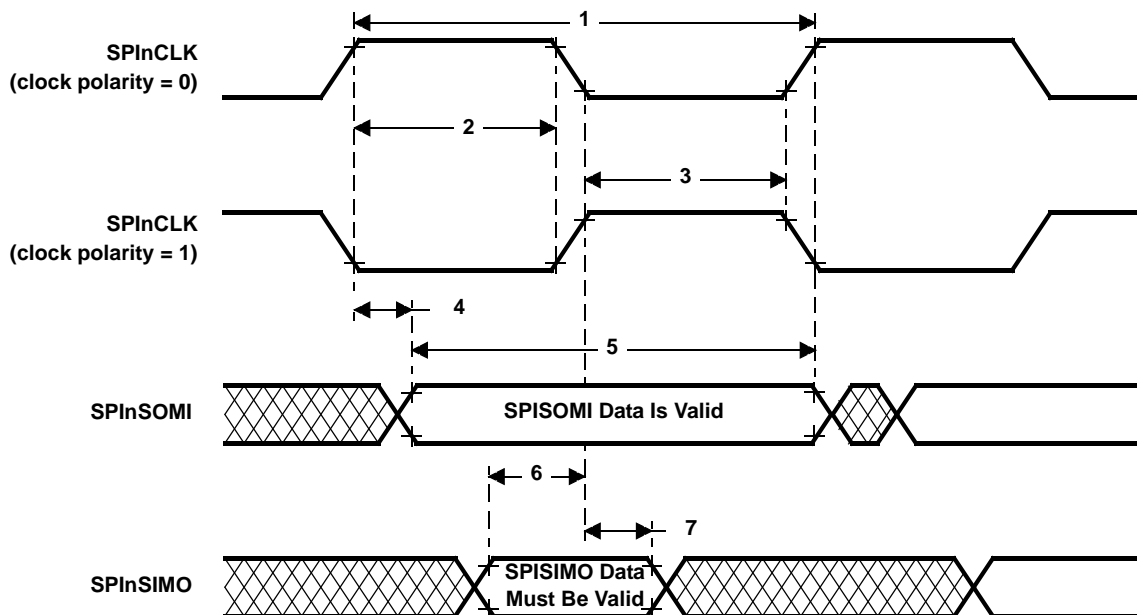 1
SPInCLK
(clock polarity = 0)
2
3
SPInCLK
(clock polarity = 1)
4
5
SPInSOMI
SPISOMI Data Is Valid
6
7
SPInSIMO
SPISIMO Data
Must Be Valid